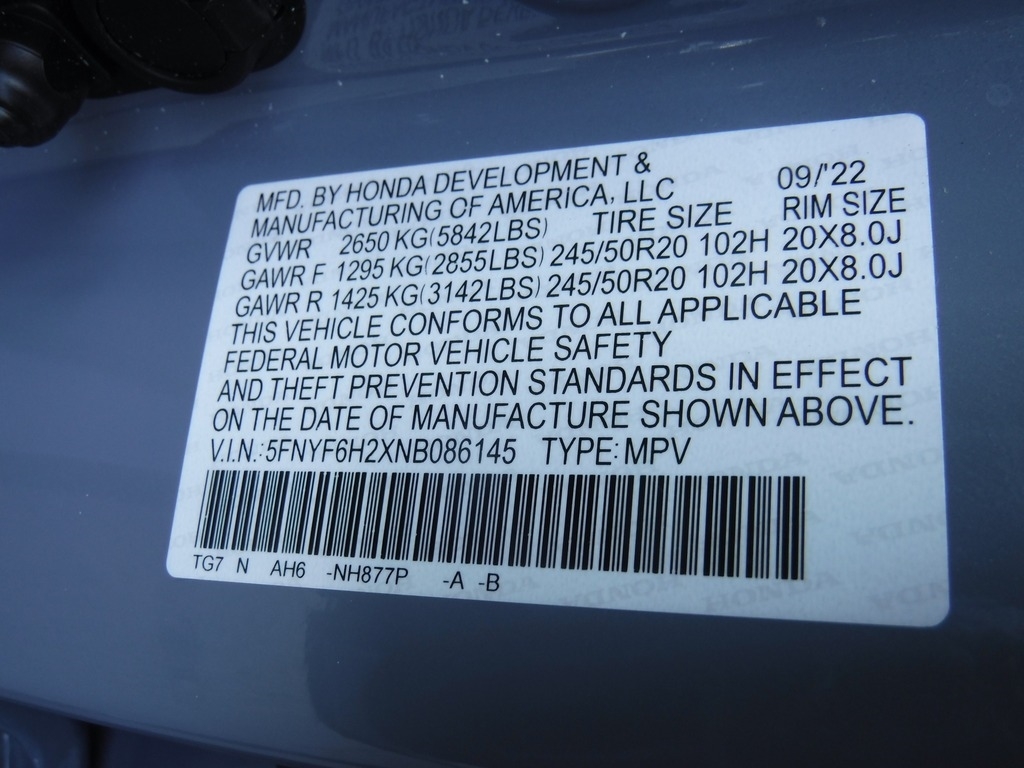 MFD. BY HONDA DEVELOPMENT &
MANUFACTURING OF AMERICA, LLC 09/'22
GVWR 2650 KG(5842LBS) TIRE SIZE RIM SIZE
GAWR F 1295 KG(2855LBS) 245/50R20 102H 20X8.0J
GAWR R 1425 KG(3142LBS) 245/50R20 102H 20X8.0J
THIS VEHICLE CONFORMS TO ALL APPLICABLE
FEDERAL MOTOR VEHICLE SAFETY
AND THEFT PREVENTION STANDARDS IN EFFECT
ON THE DATE OF MANUFACTURE SHOWN ABOVE.
V.I.N.: 5FNYF6H2XNB086145 TYPE: MPV
TG7 N AH6 -NH877P -A -B